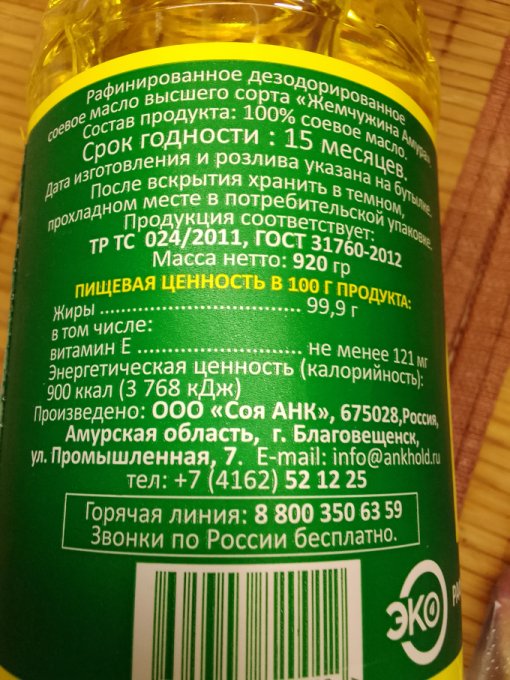 Рафинированное дезодорированное
соевое масло высшего сорта «Жемчужина Амура»
Состав продукта: 100% соевое масло.
Срок годности : 15 месяцев.
Дата изготовления и розлива указана на бутылке.
После вскрытия хранить в темном,
прохладном месте в потребительской упаковке.
Продукция соответствует:
ТР ТС 024/2011, ГОСТ 31760-2012
Масса нетто: 920 гр
ПИЩЕВАЯ ЦЕННОСТЬ В 100 Г ПРОДУКТА:
Жиры .................................... 99,9 г
в том числе:
витамин Е ............................. не менее 121 мг
Энергетическая ценность (калорийность):
900 ккал (3 768 кДж)
Произведено: ООО «Соя АНК», 675028,Россия,
Амурская область, г. Благовещенск,
ул. Промышленная, 7. E-mail: info@ankhold.ru
тел: +7 (4162) 52 12 25
Горячая линия: 8 800 350 63 59
Звонки по России бесплатно.
ЭКО